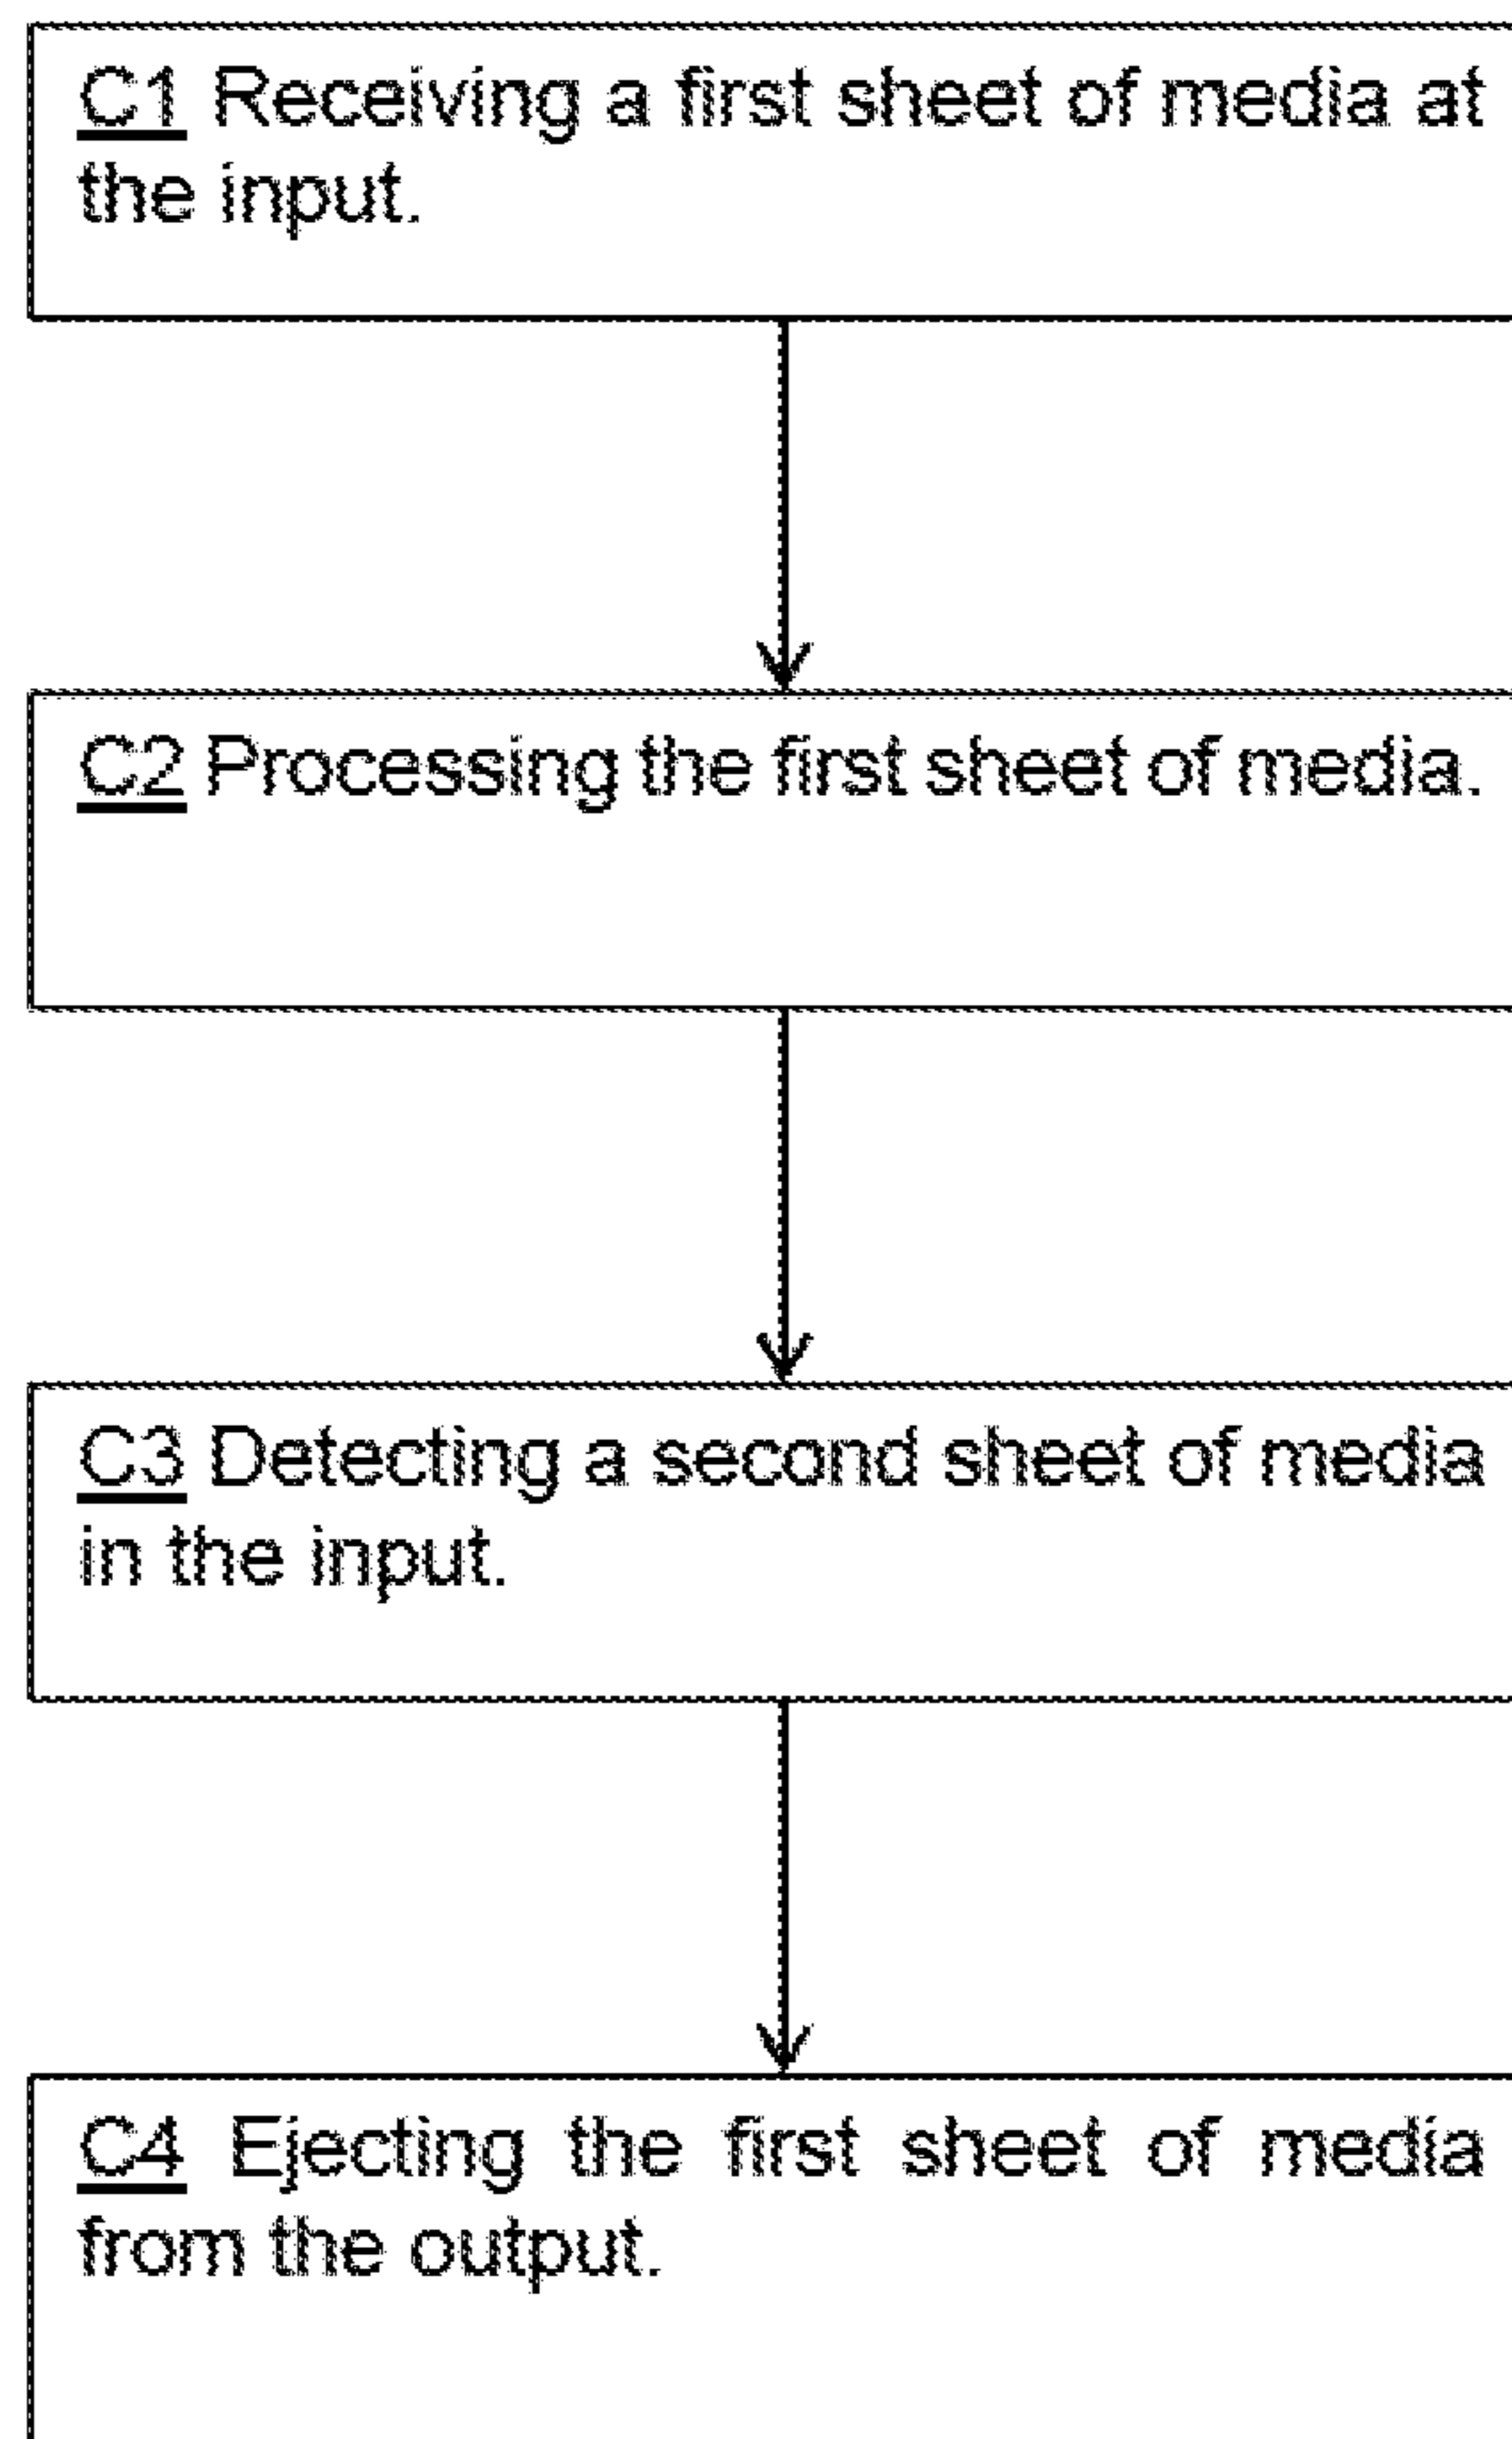 C1 Receiving a first sheet of media at
the input.
C2 Processing the first sheet of media.
C3 Detecting a second sheet of media
in the input.
C4 Ejecting the first sheet of media
from the output.